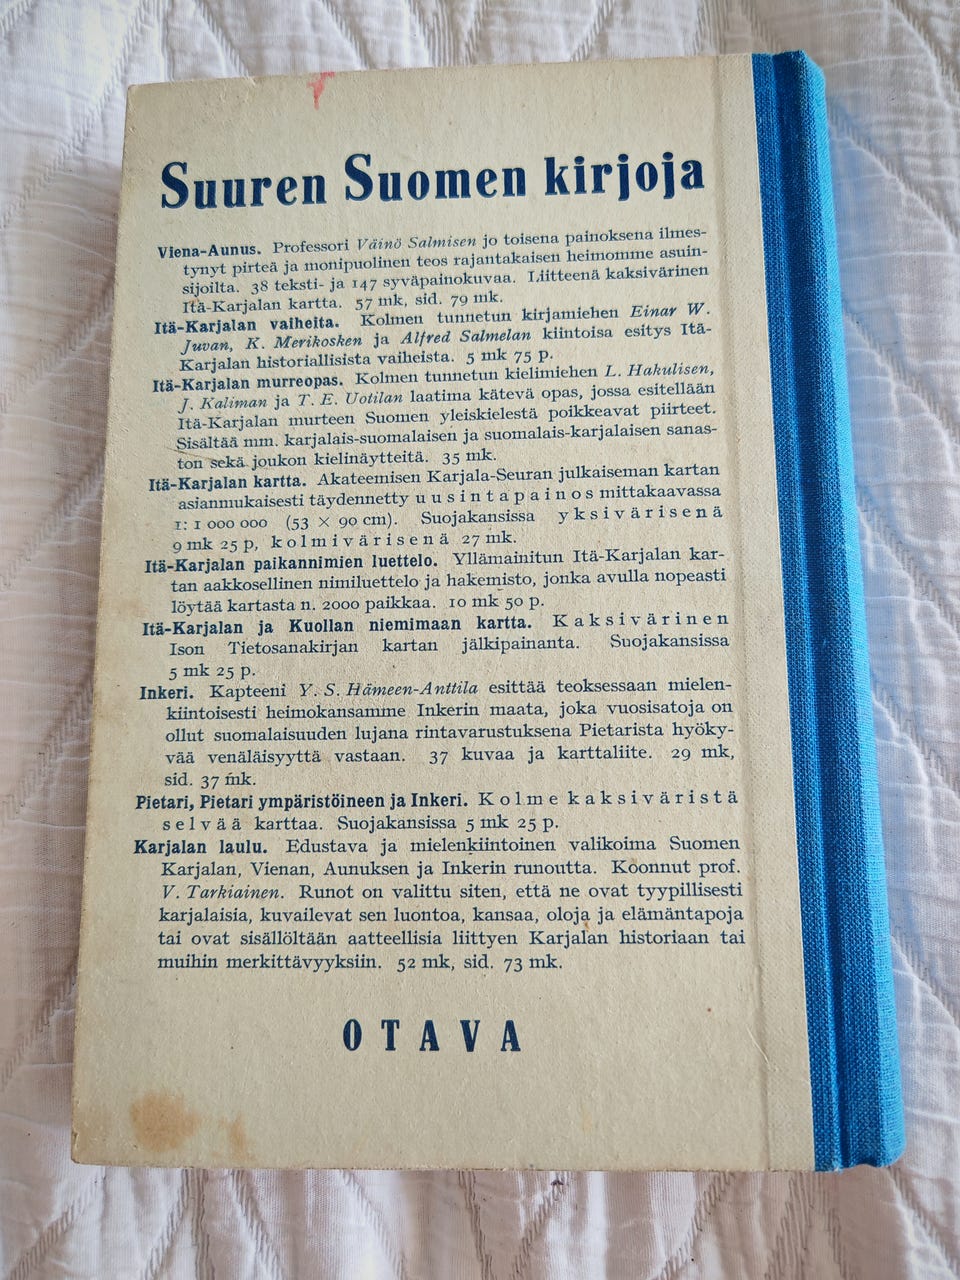 Suuren Suomen kirjoja
Viena-Aunus. Professori Väinö Salmisen jo toisena painoksena ilmes-
tynyt pirteä ja monipuolinen teos rajantakaisen heimomme asuin-
sijoilta. 38 teksti- ja 147 syväpainokuvaa. Liitteenä kaksivärinen
Itä-Karjalan kartta. 57 mk, sid. 79 mk.
Itä-Karjalan vaiheita. Kolmen tunnetun kirjamiehen Einar W.
Juvan, K. Merikosken ja Alfred Salmelan kiintoisa esitys Itä-
Karjalan historiallisista vaiheista. 5 mk 75 p.
Itä-Karjalan murreopas. Kolmen tunnetun kielimiehen L. Hakulisen,
J. Kaliman ja T. E. Uotilan laatima kätevä opas, jossa esitellään
Itä-Karjalan murteen Suomen yleiskielestä poikkeavat piirteet.
Sisältää mm. karjalais-suomalaisen ja suomalais-karjalaisen sanas-
ton sekä joukon kielinäytteitä. 35 mk.
Itä-Karjalan kartta. Akateemisen Karjala-Seuran julkaiseman kartan
asianmukaisesti täydennetty uusintapainos mittakaavassa
1: 1 000 000 (53 × 90 cm). Suojakansissa yksivärisenä
9 mk 25 p, kolmivärisenä 27 mk.
Itä-Karjalan paikannimien luettelo. Yllämainitun Itä-Karjalan kar-
tan aakkosellinen nimiluettelo ja hakemisto, jonka avulla nopeasti
löytää kartasta n. 2000 paikkaa. 10 mk 50 p.
Itä-Karjalan ja Kuollan niemimaan kartta. Kaksivärinen
Ison Tietosanakirjan kartan jälkipainanta. Suojakansissa
5 mk 25 p.
Inkeri. Kapteeni Y. S. Hämeen-Anttila esittää teoksessaan mielen-
kiintoisesti heimokansamme Inkerin maata, joka vuosisatoja on
ollut suomalaisuuden lujana rintavarustuksena Pietarista hyöky-
vää venäläisyyttä vastaan. 37 kuvaa ja karttaliite. 29 mk,
sid. 37 mk.
Pietari, Pietari ympäristöineen ja Inkeri. Kolme kaksiväristä
selvää karttaa. Suojakansissa 5 mk 25 p.
Karjalan laulu. Edustava ja mielenkiintoinen valikoima Suomen
Karjalan, Vienan, Aunuksen ja Inkerin runoutta. Koonnut prof.
V. Tarkiainen. Runot on valittu siten, että ne ovat tyypillisesti
karjalaisia, kuvailevat sen luontoa, kansaa, oloja ja elämäntapoja
tai ovat sisällöltään aatteellisia liittyen Karjalan historiaan tai
muihin merkittävyyksiin. 52 mk, sid. 73 mk.
OTAVA